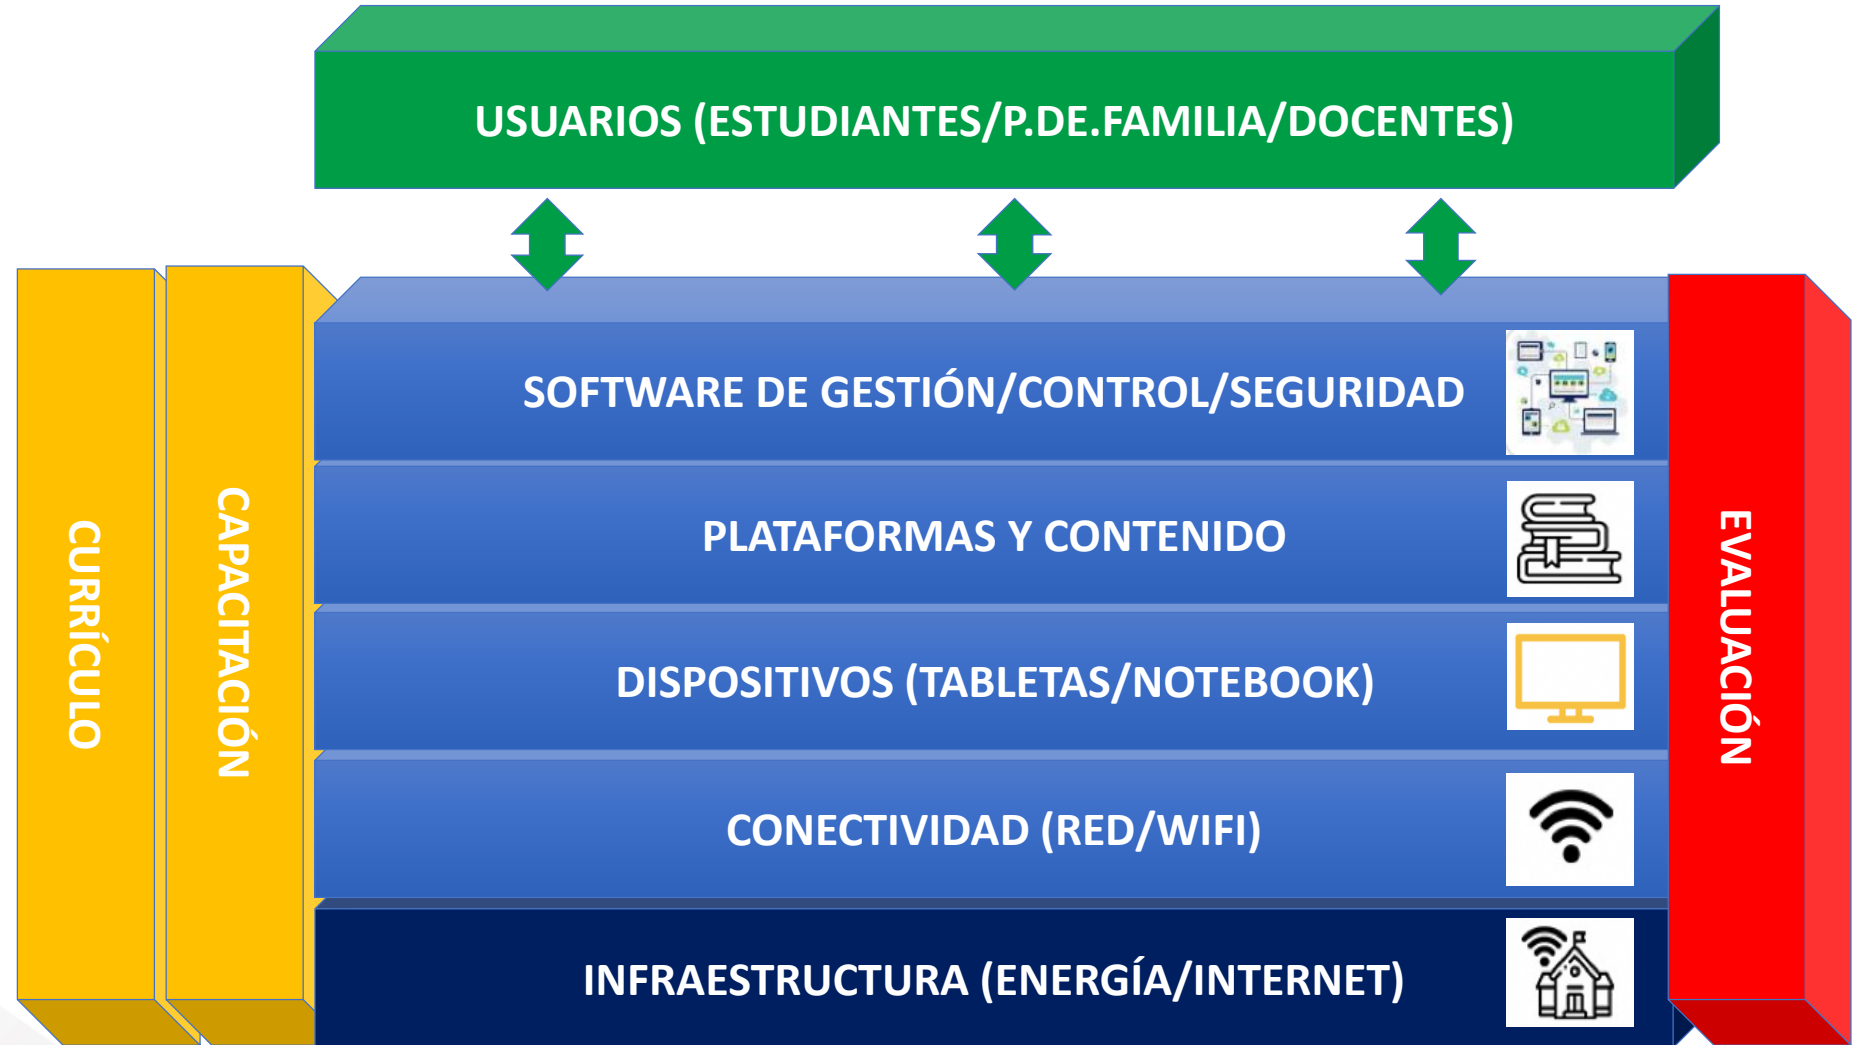 USUARIOS (ESTUDIANTES/P.DE.FAMILIA/DOCENTES)
CURRÍCULO
CAPACITACIÓN
SOFTWARE DE GESTIÓN/CONTROL/SEGURIDAD
PLATAFORMAS Y CONTENIDO
DISPOSITIVOS (TABLETAS/NOTEBOOK)
CONECTIVIDAD (RED/WIFI)
INFRAESTRUCTURA (ENERGÍA/INTERNET)
EVALUACIÓN